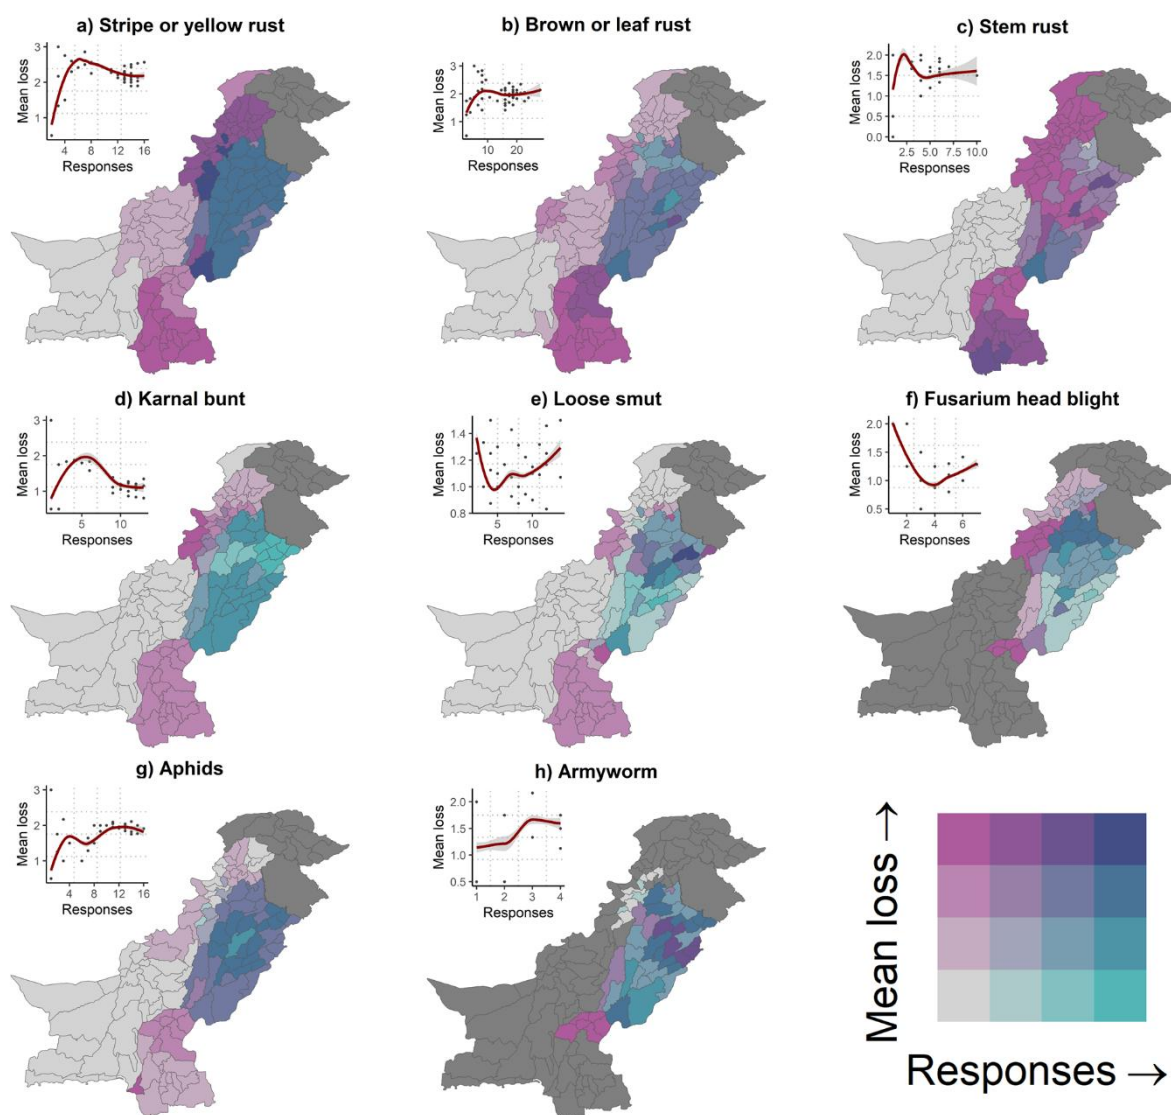 a) Stripe or yellow rust
3
2
1
Mean loss
4 8 12 16
Responses
b) Brown or leaf rust
3
2
1
Mean loss
10 20
Responses
c) Stem rust
2.0
1.5
1.0
0.5
0.0
Mean loss
2.5 5.0 7.5 10.0
Responses
d) Karnal bunt
3
2
1
Mean loss
5 10
Responses
e) Loose smut
1.4
1.2
1.0
0.8
Mean loss
5 10
Responses
f) Fusarium head blight
2.0
1.5
1.0
0.5
Mean loss
2 4 6
Responses
g) Aphids
3
2
1
Mean loss
4 8 12 16
Responses
h) Armyworm
2.0
1.5
1.0
0.5
Mean loss
1 2 3 4
Responses
Mean loss →
Responses →